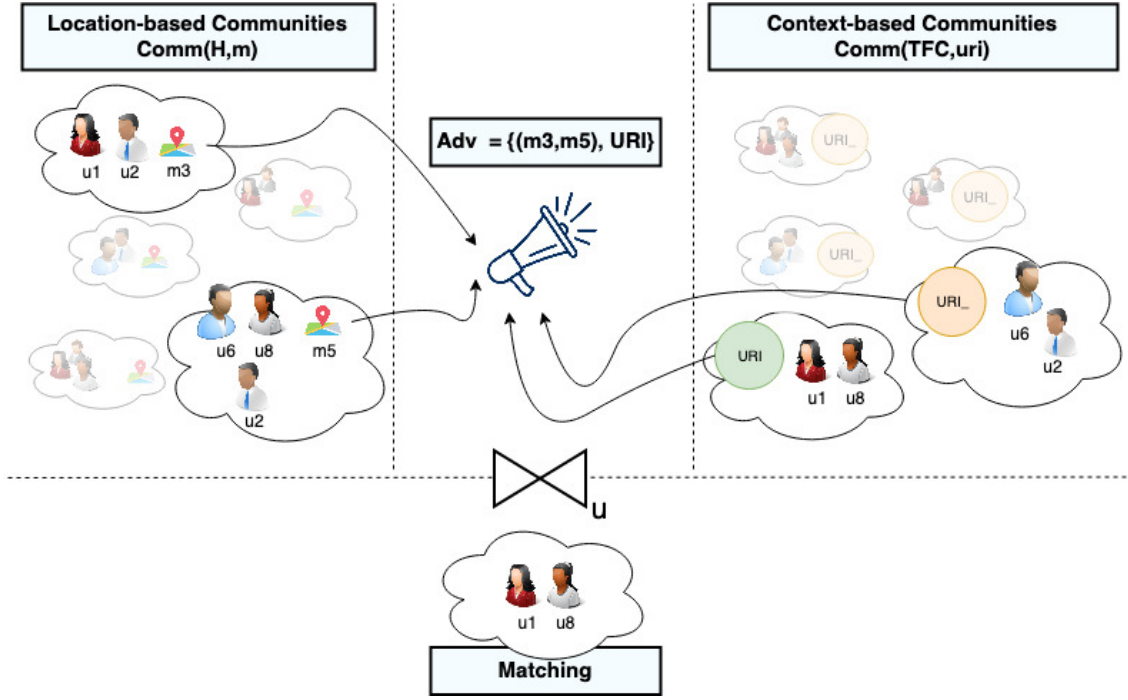 Location-based Communities
Comm(H,m)
Context-based Communities
Comm(TFC,uri)
Adv = {(m3,m5), URI}
u1 u2 m3
URI_
URI_
URI_
u6 u8 m5
u2
URI_
u6
u2
URI
u1 u8
u
u1 u8
Matching